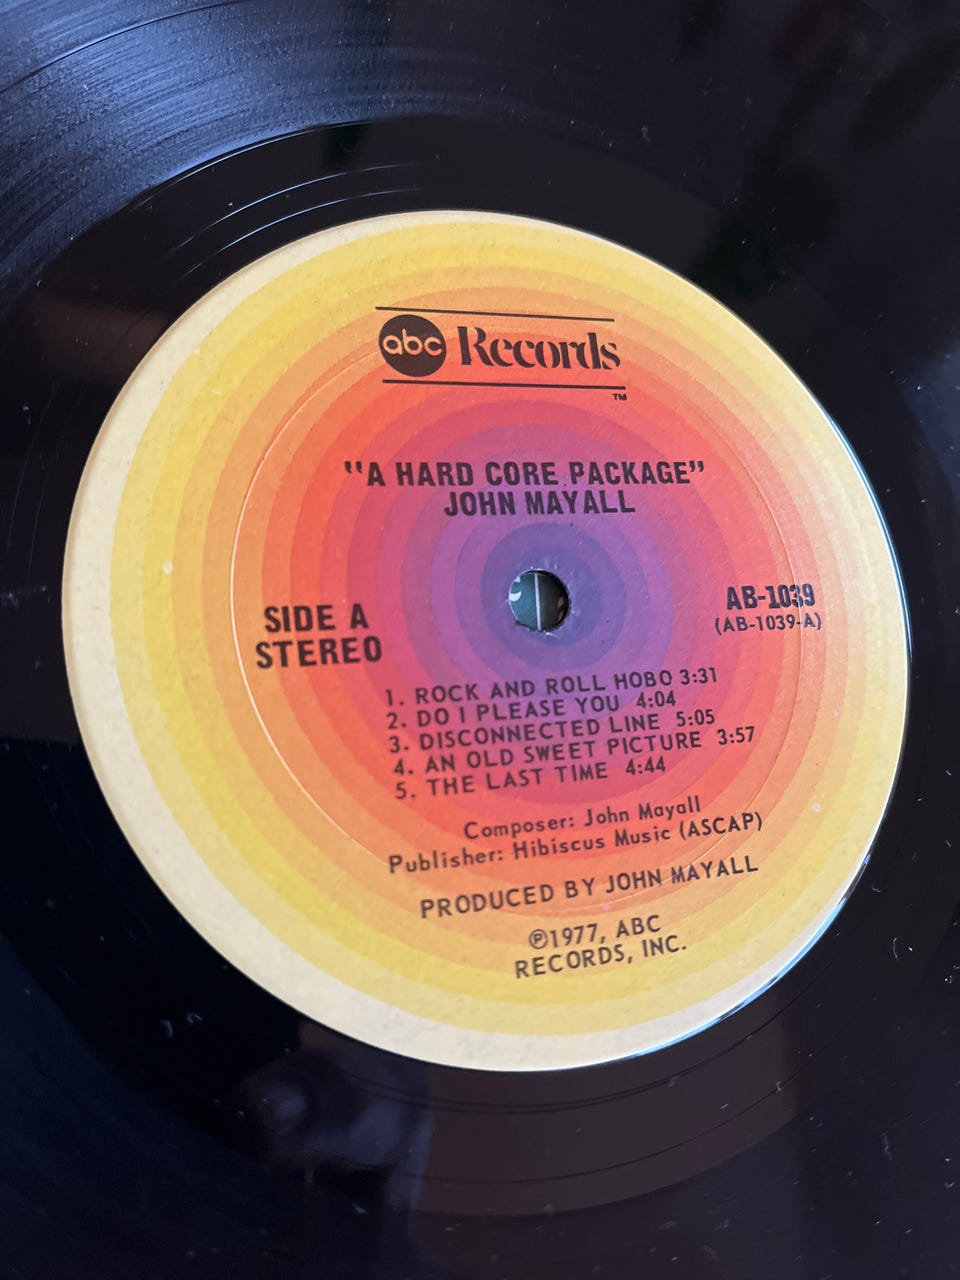 abc Records
TM
"A HARD CORE PACKAGE"
JOHN MAYALL
SIDE A
STEREO
AB-1039
(AB-1039-A)
1. ROCK AND ROLL HOBO 3:31
2. DO I PLEASE YOU 4:04
3. DISCONNECTED LINE 5:05
4. AN OLD SWEET PICTURE 3:57
5. THE LAST TIME 4:44
Composer: John Mayall
Publisher: Hibiscus Music (ASCAP)
PRODUCED BY JOHN MAYALL
℗1977, ABC
RECORDS, INC.